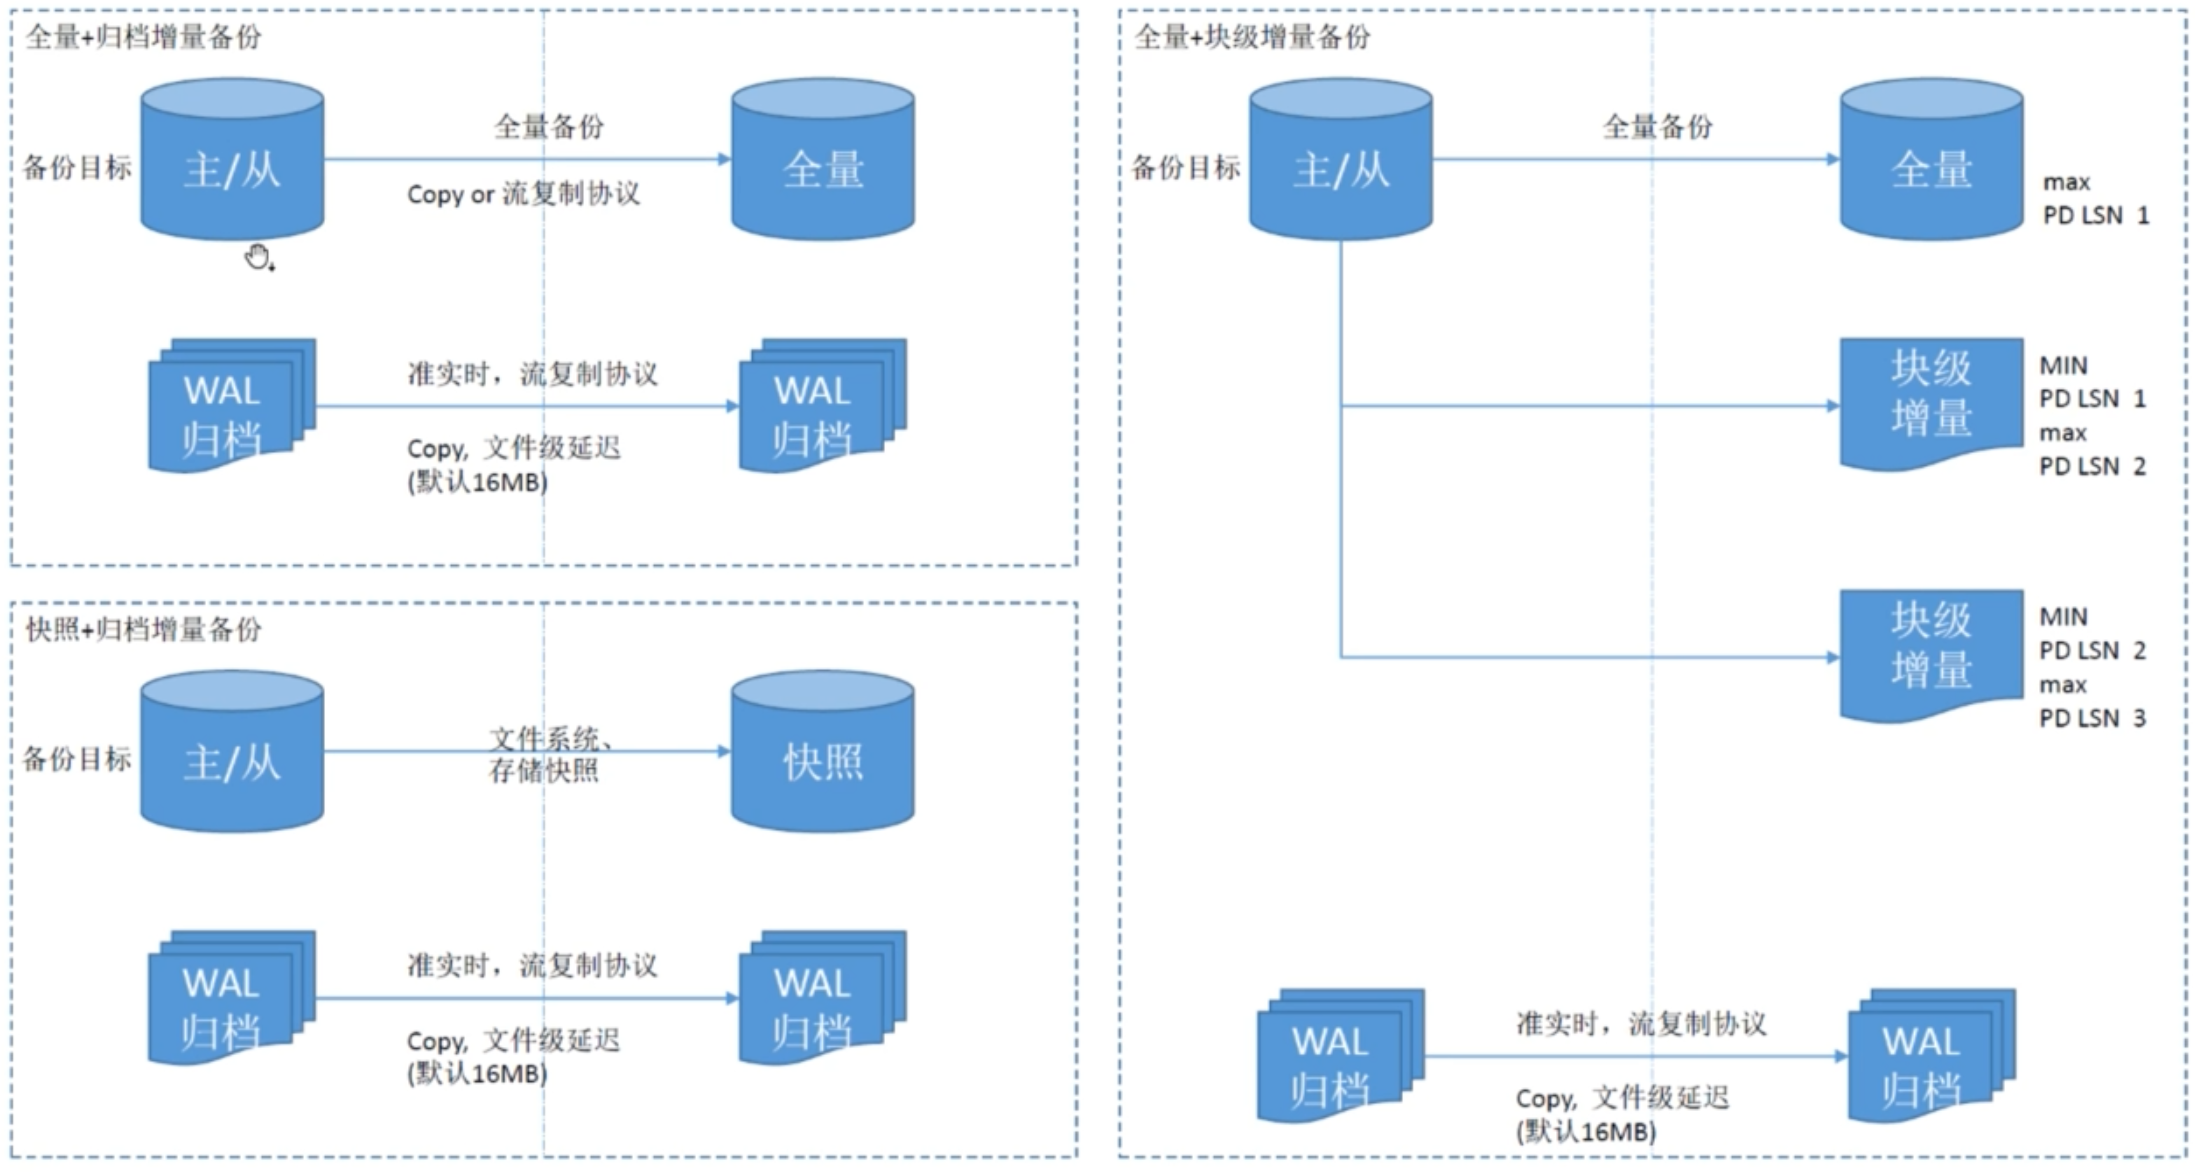 全量+归档增量备份
备份目标
主/从
全量备份
Copy or 流复制协议
全量
WAL
归档
准实时，流复制协议
Copy, 文件级延迟
(默认16MB)
WAL
归档
快照+归档增量备份
备份目标
主/从
文件系统、
存储快照
快照
WAL
归档
准实时，流复制协议
Copy, 文件级延迟
(默认16MB)
WAL
归档
全量+块级增量备份
备份目标
主/从
全量备份
全量
max
PD LSN 1
块级
增量
MIN
PD LSN 1
max
PD LSN 2
块级
增量
MIN
PD LSN 2
max
PD LSN 3
WAL
归档
准实时，流复制协议
Copy, 文件级延迟
(默认16MB)
WAL
归档